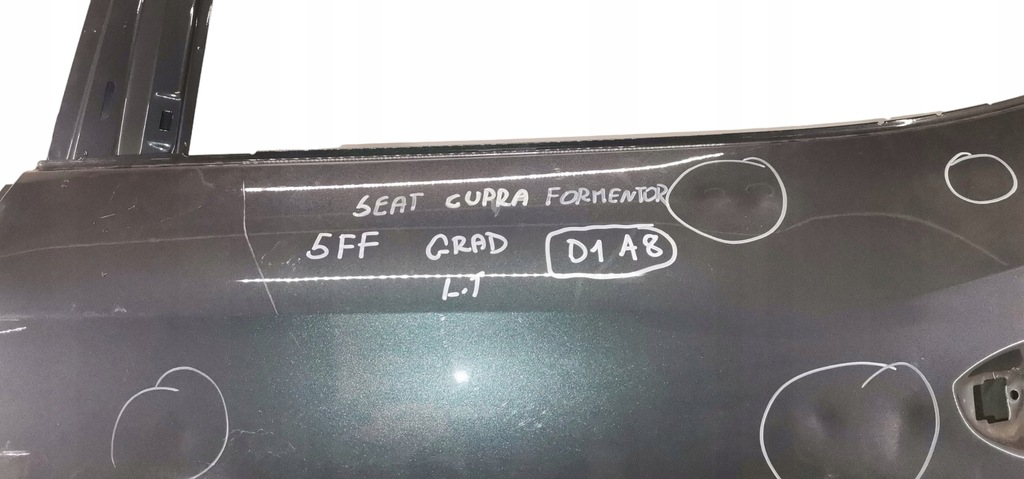 SEAT CUPRA FORMENTOR
5FF GRAD D1 A8
L.T